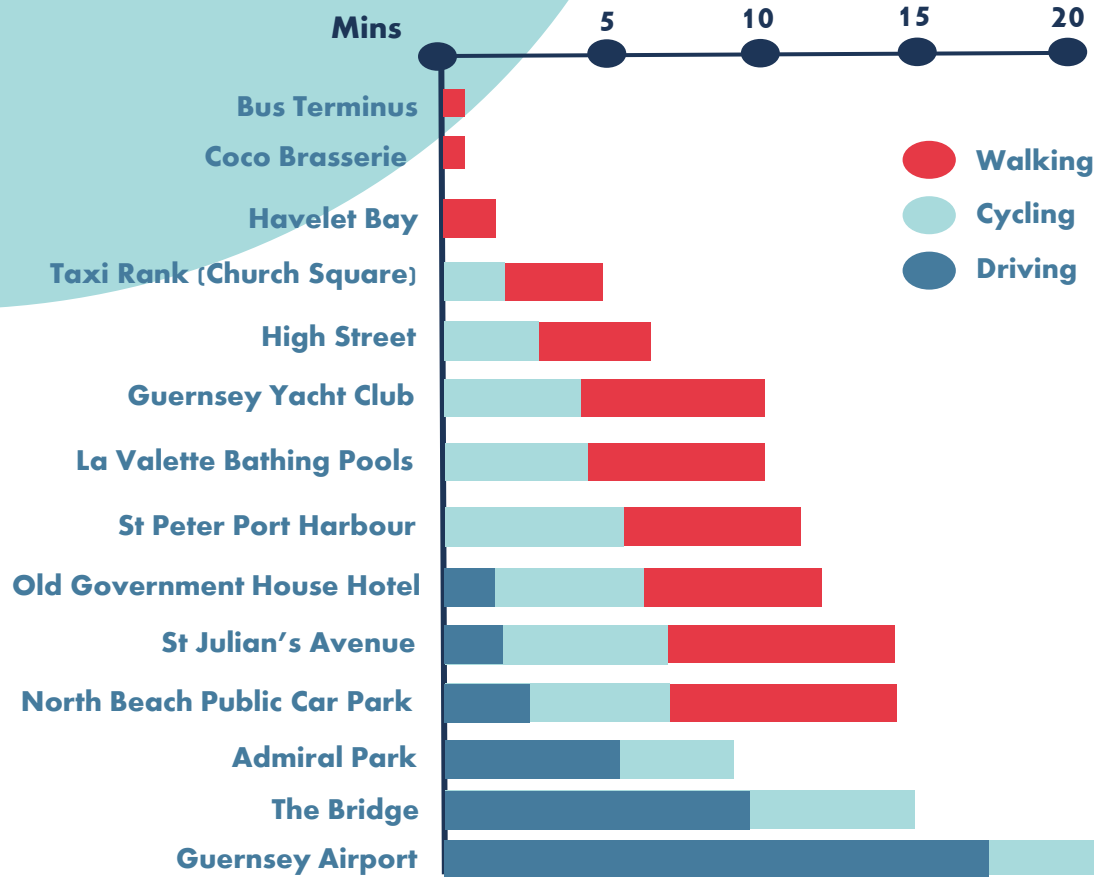 Mins
5
10
15
20
Bus Terminus
Coco Brasserie
Havelet Bay
Taxi Rank (Church Square)
High Street
Guernsey Yacht Club
La Valette Bathing Pools
St Peter Port Harbour
Old Government House Hotel
St Julian’s Avenue
North Beach Public Car Park
Admiral Park
The Bridge
Guernsey Airport
Walking
Cycling
Driving